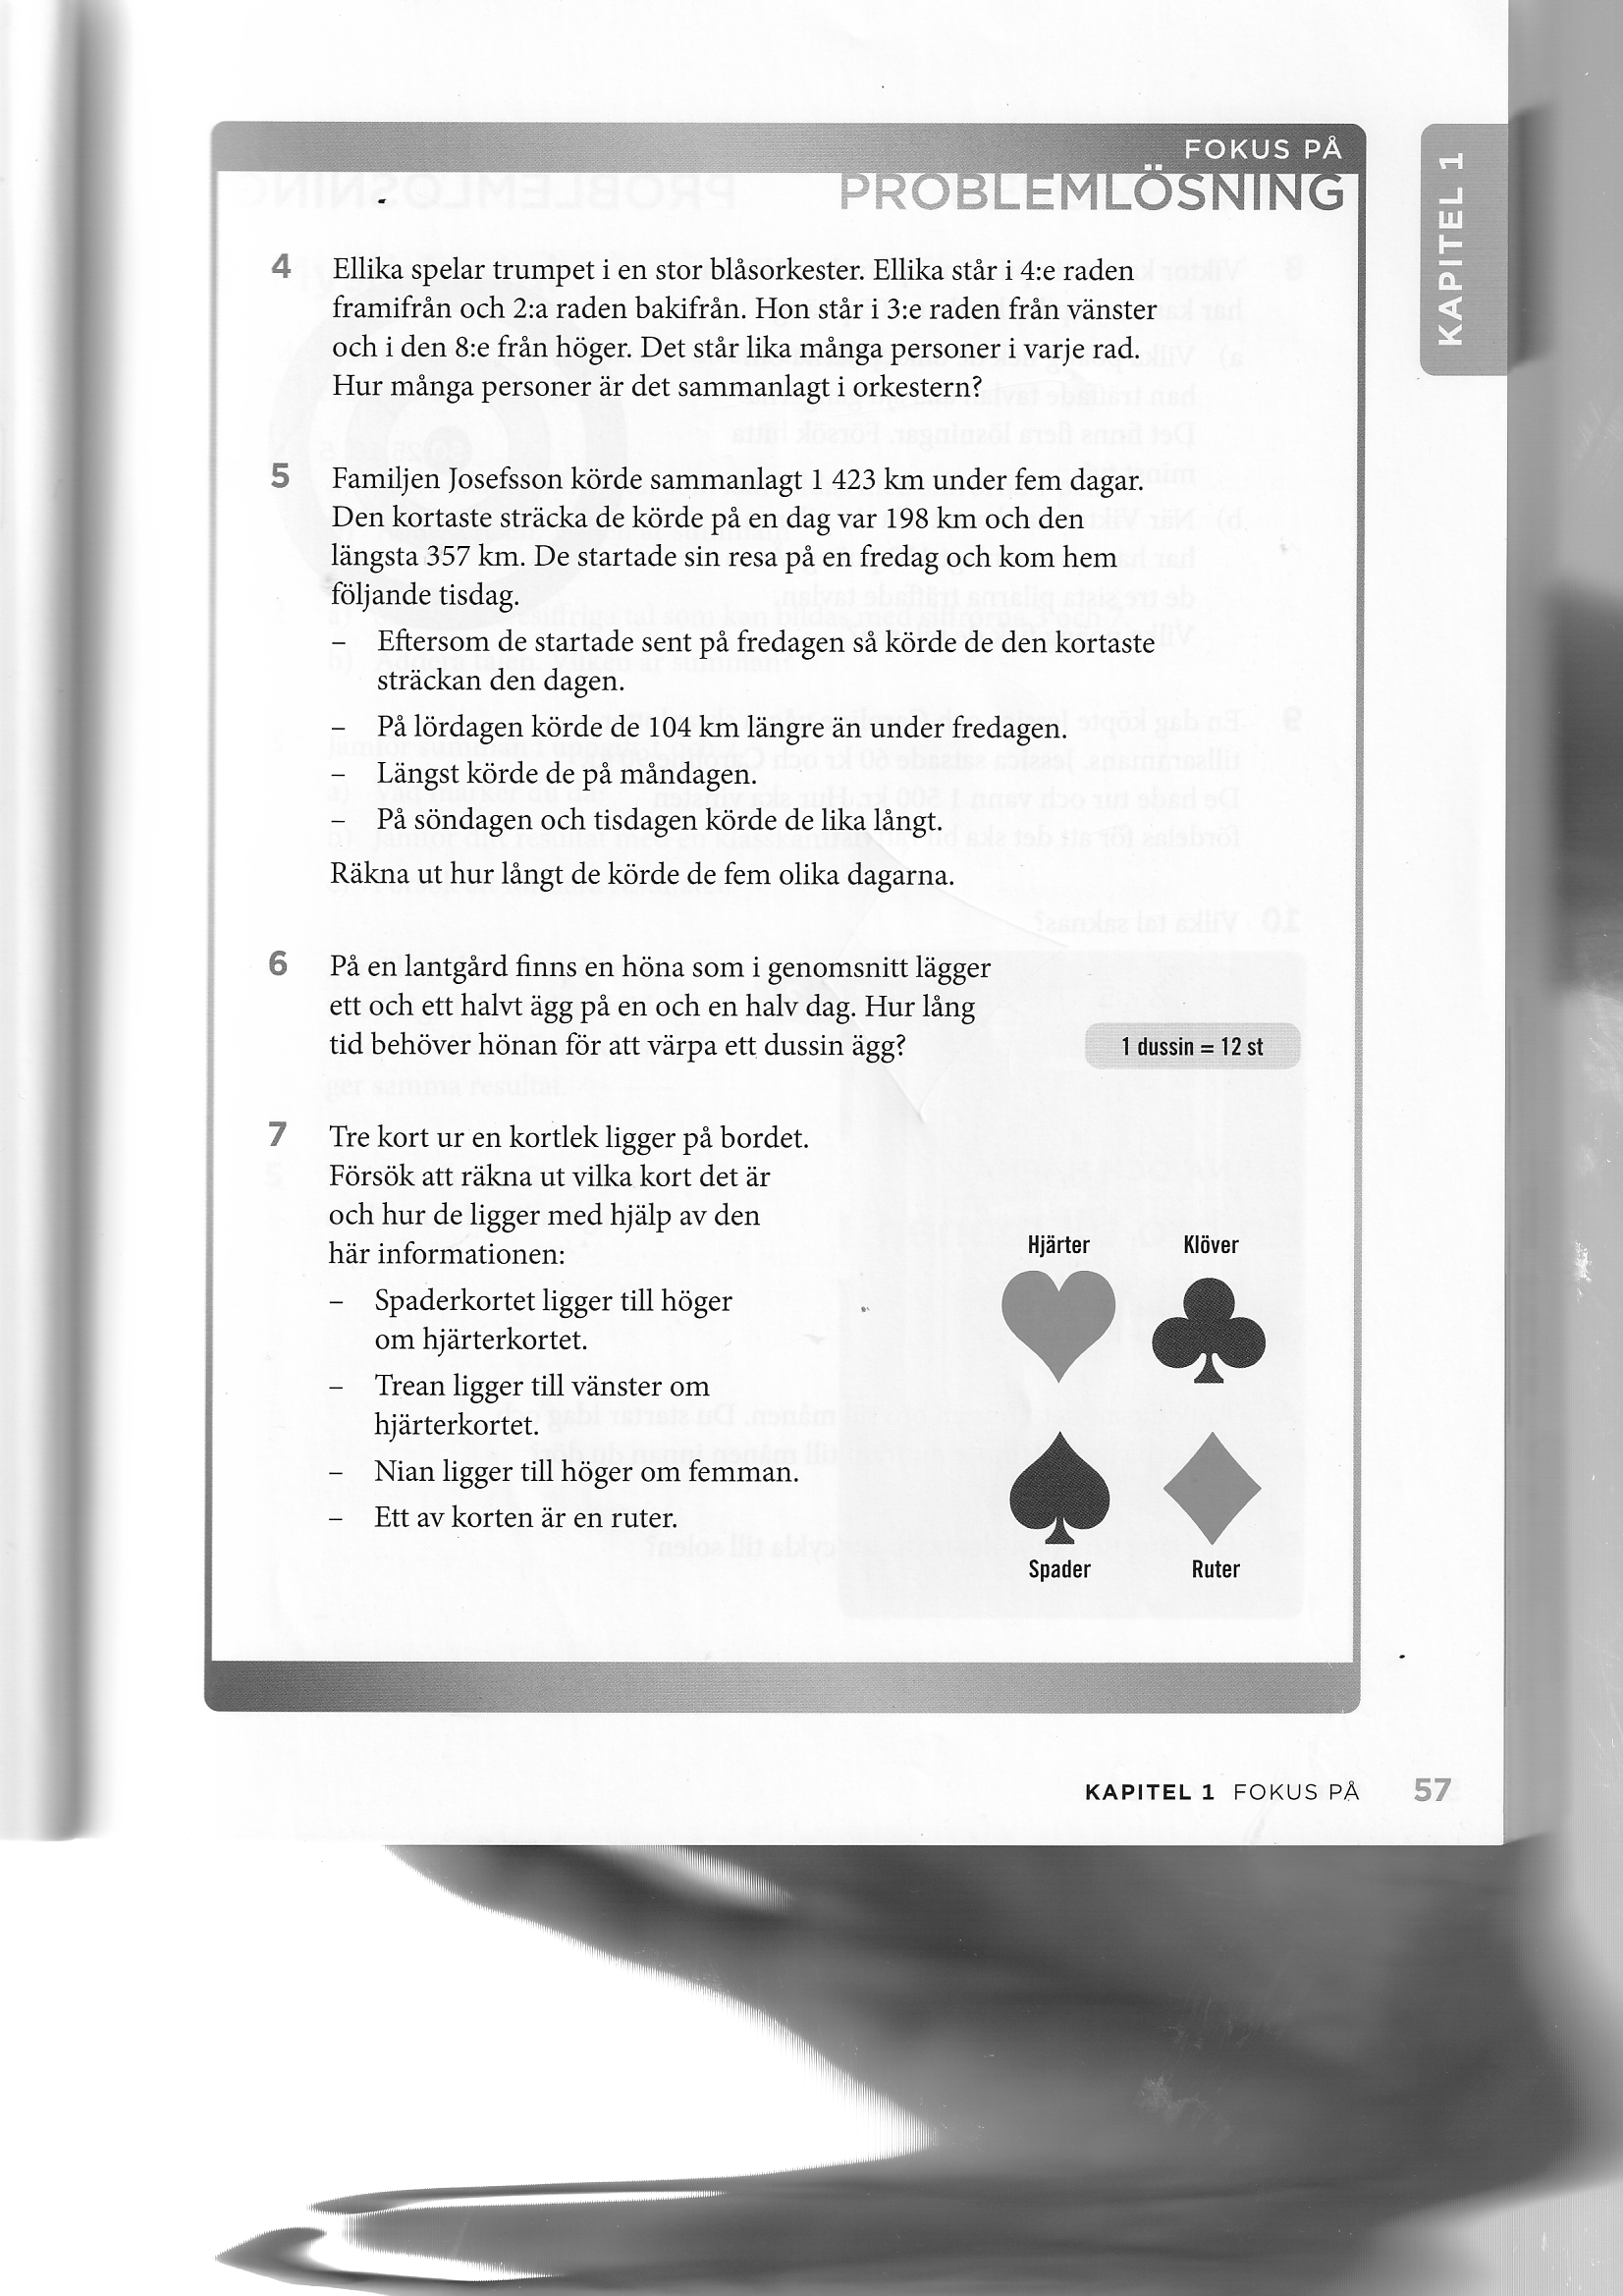 FOKUS PÅ
PROBLEMLÖSNING
KAPITEL 1
4 Ellika spelar trumpet i en stor blåsorkester. Ellika står i 4:e raden
framifrån och 2:a raden bakifrån. Hon står i 3:e raden från vänster
och i den 8:e från höger. Det står lika många personer i varje rad.
Hur många personer är det sammanlagt i orkestern?
5 Familjen Josefsson körde sammanlagt 1 423 km under fem dagar.
Den kortaste sträcka de körde på en dag var 198 km och den
längsta 357 km. De startade sin resa på en fredag och kom hem
följande tisdag.
– Eftersom de startade sent på fredagen så körde de den kortaste
sträckan den dagen.
– På lördagen körde de 104 km längre än under fredagen.
– Längst körde de på måndagen.
– På söndagen och tisdagen körde de lika långt.
Räkna ut hur långt de körde de fem olika dagarna.
6 På en lantgård finns en höna som i genomsnitt lägger
ett och ett halvt ägg på en och en halv dag. Hur lång
tid behöver hönan för att värpa ett dussin ägg?
1 dussin = 12 st
7 Tre kort ur en kortlek ligger på bordet.
Försök att räkna ut vilka kort det är
och hur de ligger med hjälp av den
här informationen:
– Spaderkortet ligger till höger
om hjärterkortet.
– Trean ligger till vänster om
hjärterkortet.
– Nian ligger till höger om femman.
– Ett av korten är en ruter.
Hjärter Klöver
Spader Ruter
KAPITEL 1 FOKUS PÅ 57